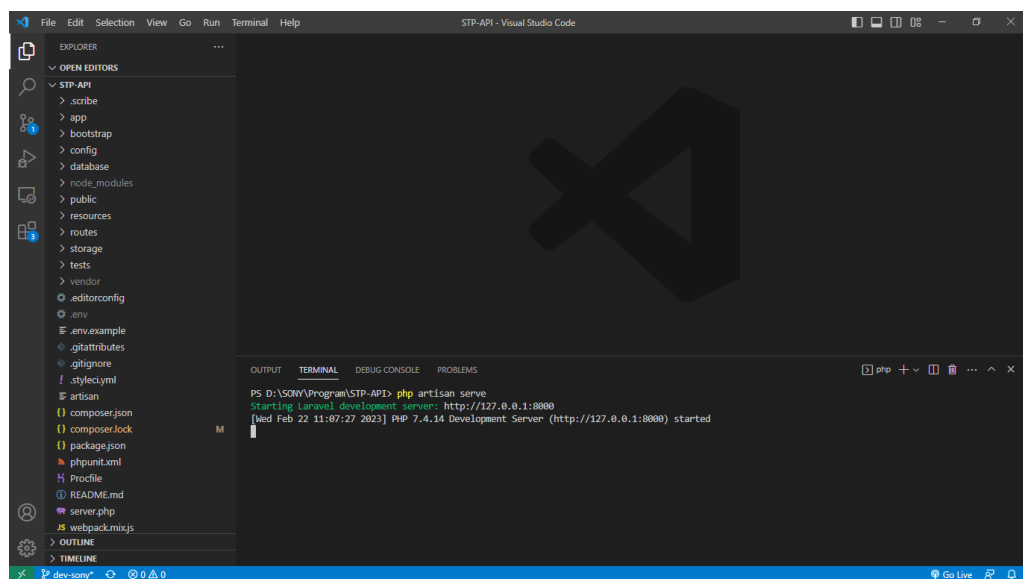 File Edit Selection View Go Run Terminal Help STP-API - Visual Studio Code
EXPLORER
OPEN EDITORS
STP-API
.scribe
app
bootstrap
config
database
node_modules
public
resources
routes
storage
tests
vendor
.editorconfig
.env
.env.example
.gitattributes
.gitignore
.styleci.yml
artisan
composer.json
composer.lock M
package.json
phpunit.xml
Procfile
README.md
server.php
JS webpack.mix.js
OUTLINE
TIMELINE
1
3
OUTPUT TERMINAL DEBUG CONSOLE PROBLEMS php
PS D:\SONY\Program\STP-API> php artisan serve
Starting Laravel development server: http://127.0.0.1:8000
[Wed Feb 22 11:07:27 2023] PHP 7.4.14 Development Server (http://127.0.0.1:8000) started
dev-sony* 0 0 Go Live